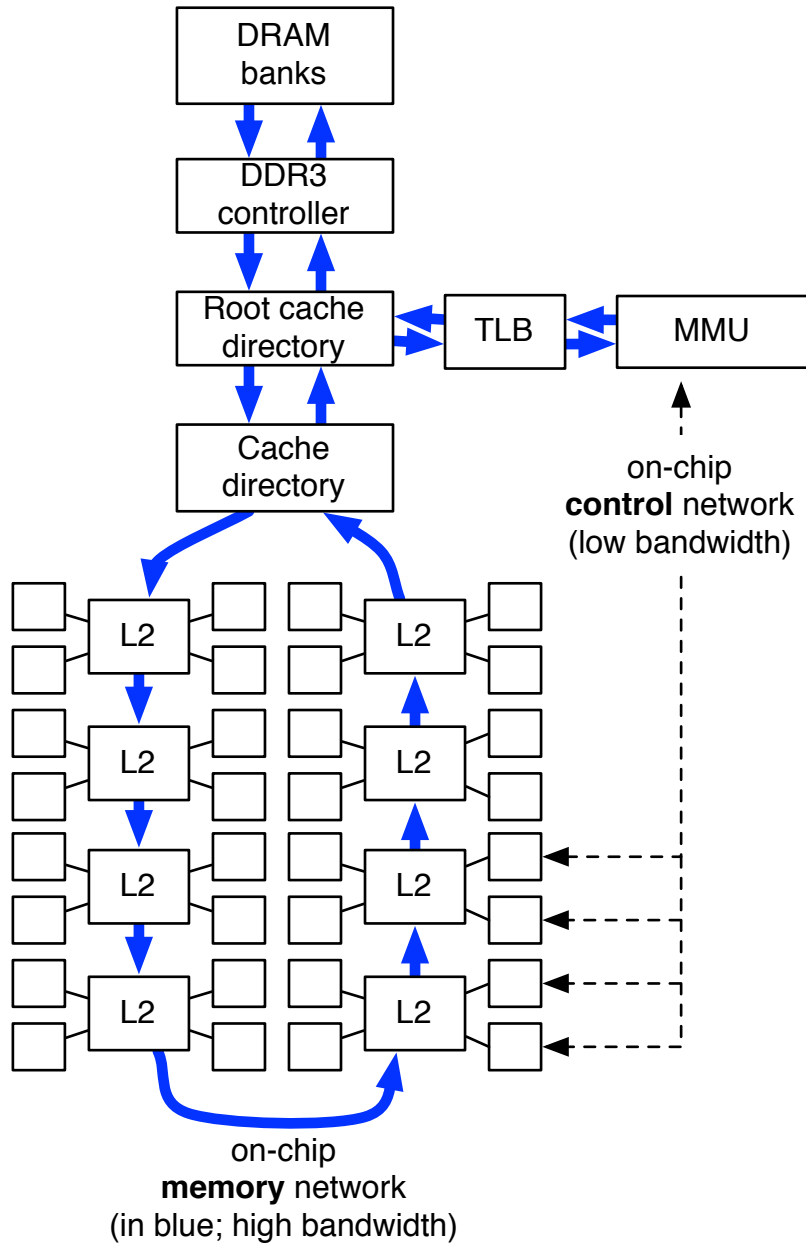 DRAM
banks
DDR3
controller
Root cache
directory
TLB
MMU
Cache
directory
on-chip
control network
(low bandwidth)
L2
L2
L2
L2
L2
L2
L2
L2
on-chip
memory network
(in blue; high bandwidth)